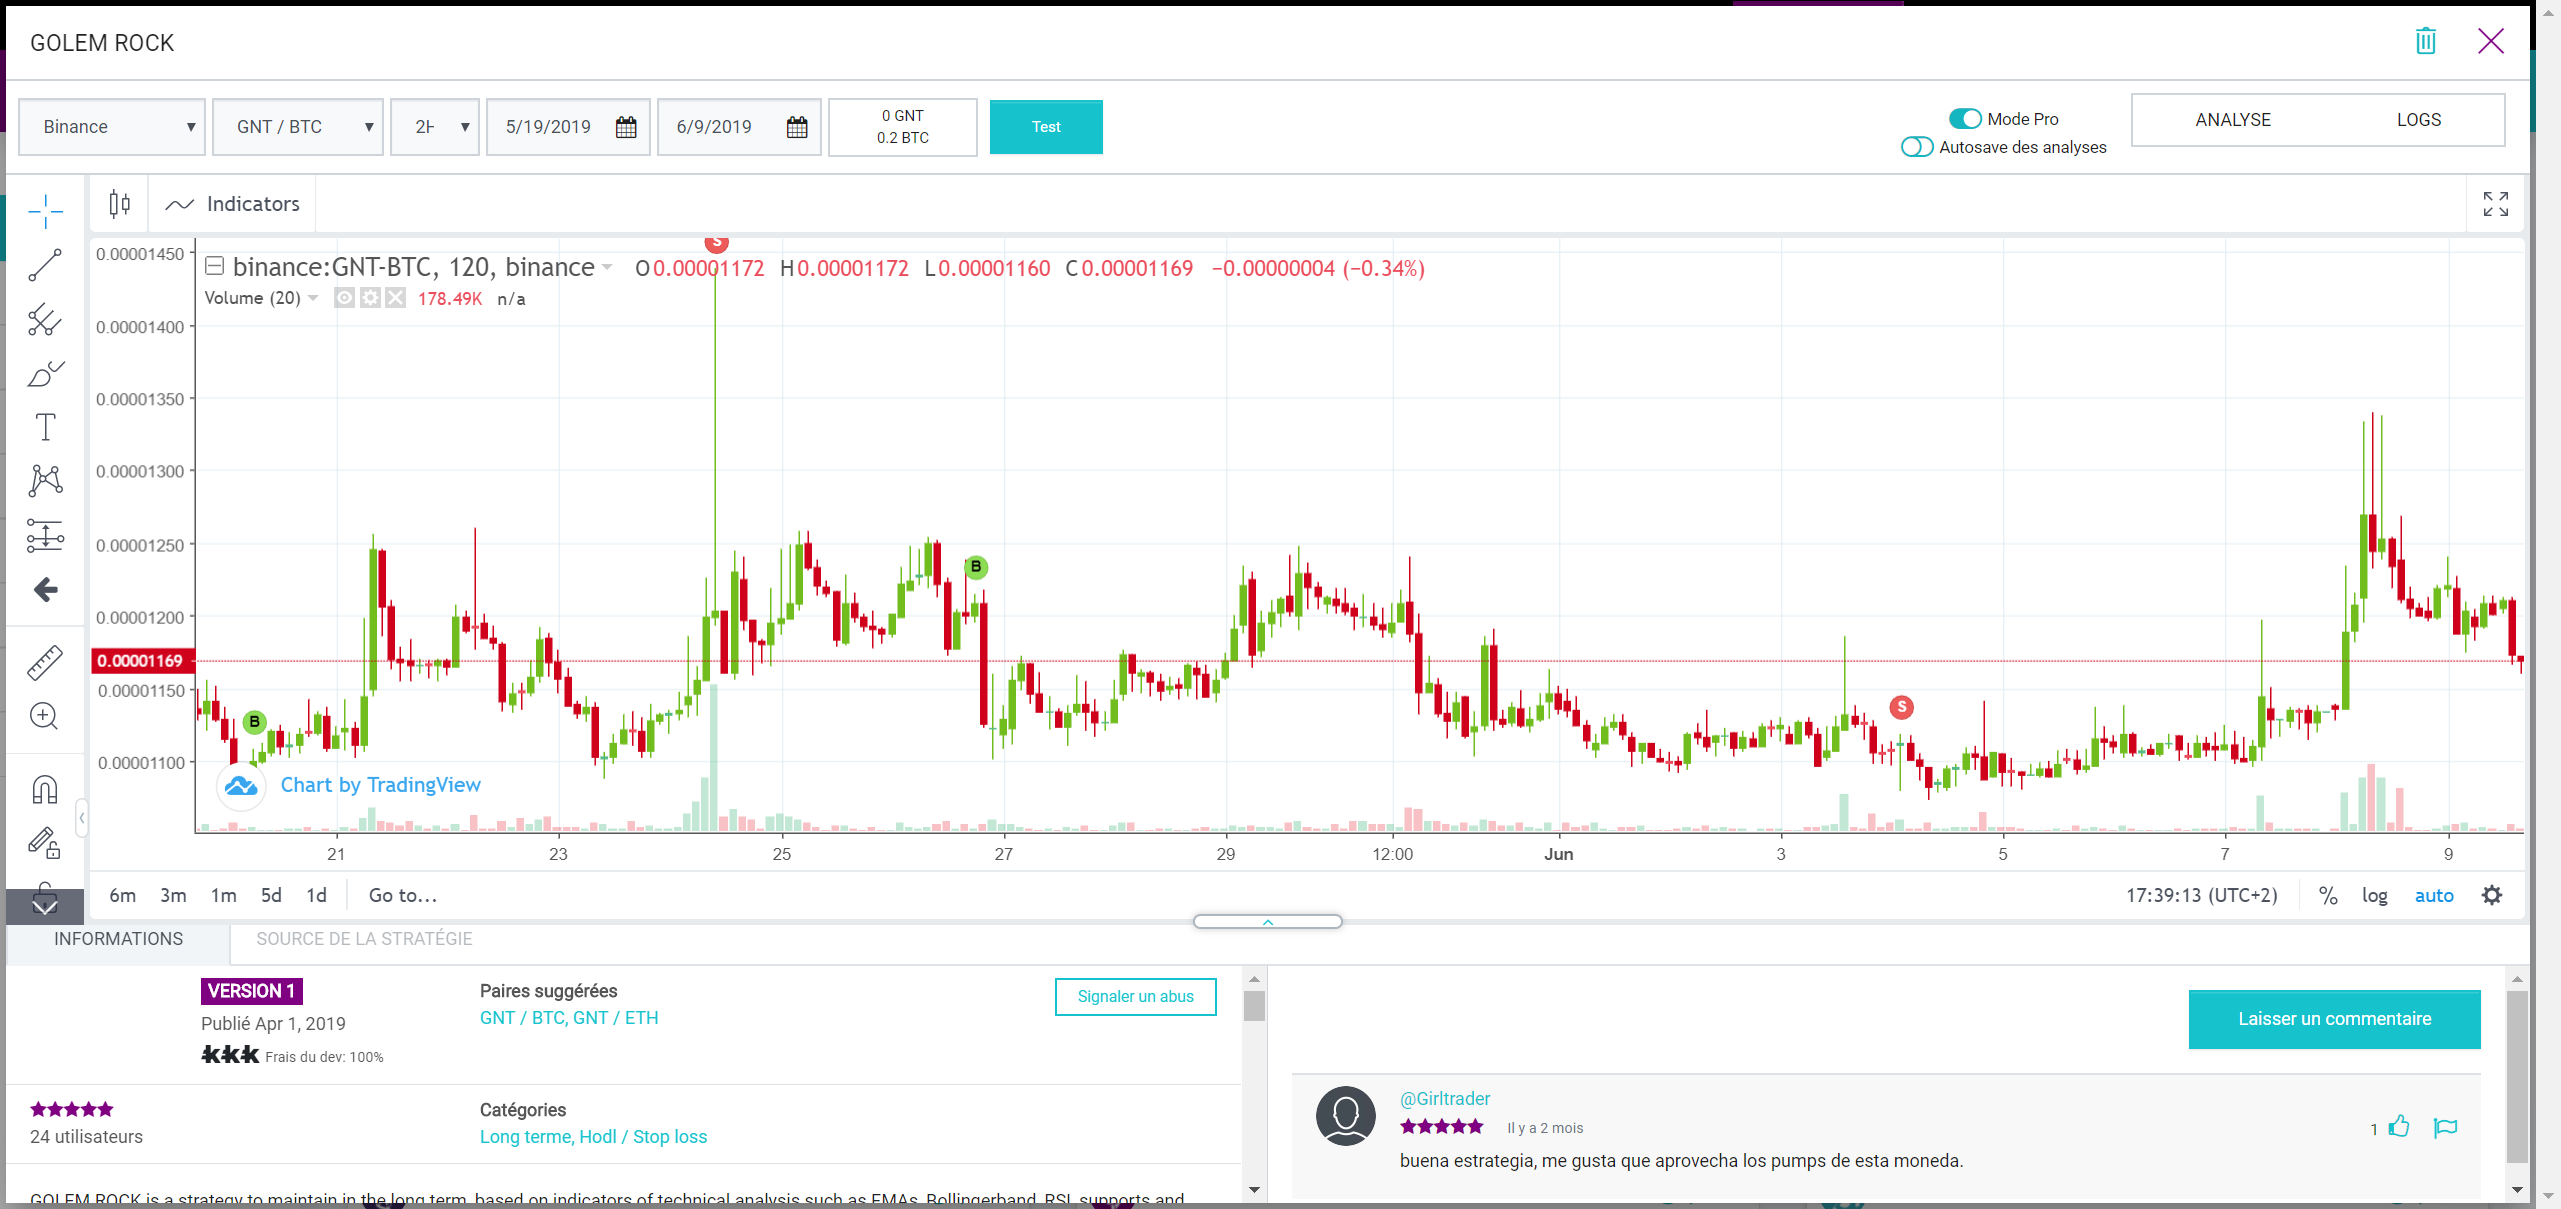 GOLEM ROCK
Binance
GNT / BTC
2H
5/19/2019
6/9/2019
0 GNT
0.2 BTC
Test
Mode Pro
Autosave des analyses
ANALYSE
LOGS
Indicators
binance:GNT-BTC, 120, binance
O0.00001172 H0.00001172 L0.00001160 C0.00001169 −0.00000004 (−0.34%)
Volume (20) 178.49K n/a
S
B
B
S
0.00001450
0.00001400
0.00001350
0.00001300
0.00001250
0.00001200
0.00001169
0.00001150
0.00001100
Chart by TradingView
21 23 25 27 29 12:00 Jun 3 5 7 9
6m 3m 1m 5d 1d Go to...
17:39:13 (UTC+2) % log auto
INFORMATIONS
SOURCE DE LA STRATÉGIE
VERSION 1
Publié Apr 1, 2019
Frais du dev: 100%
Paires suggérées
GNT / BTC, GNT / ETH
Signaler un abus
24 utilisateurs
Catégories
Long terme, Hodl / Stop loss
GOLEM ROCK is a strategy to maintain in the long term, based on indicators of technical analysis such as EMAs, Bollingerband, RSI, supports and
Laisser un commentaire
@Girltrader
Il y a 2 mois
1
buena estrategia, me gusta que aprovecha los pumps de esta moneda.